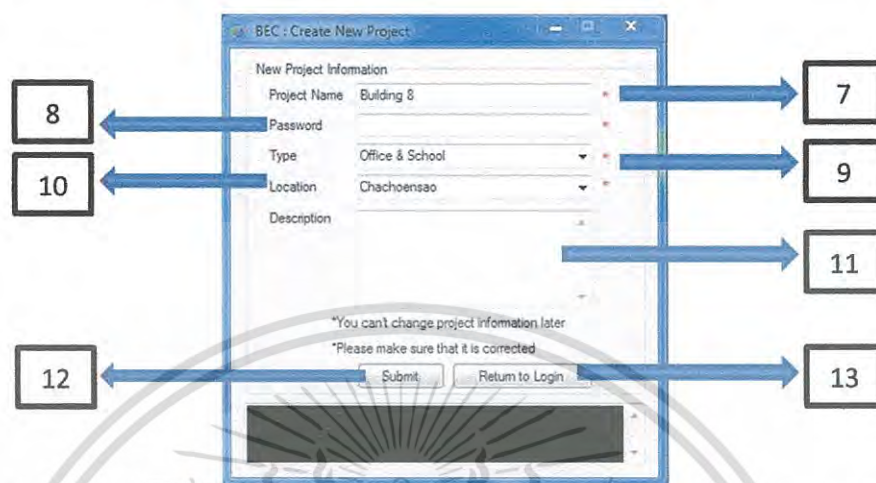 BEC : Create New Project
New Project Information
Project Name Building 8 *
7
8
Password *
Type Office & School *
9
10
Location Chachoensao *
Description
11
*You can't change project information later
*Please make sure that it is corrected
12
Submit Return to Login
13